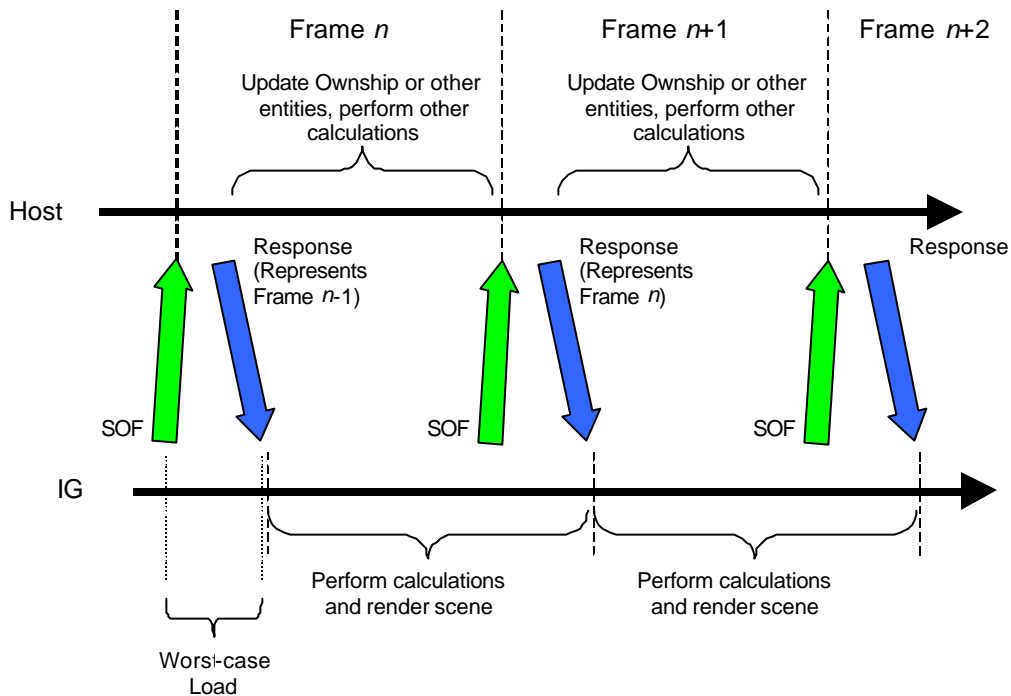 Frame n
Frame n+1
Frame n+2
Update Ownship or other
entities, perform other
calculations
Update Ownship or other
entities, perform other
calculations
Host
Response
(Represents
Frame n-1)
Response
(Represents
Frame n)
Response
SOF
SOF
SOF
IG
Perform calculations
and render scene
Perform calculations
and render scene
Worst-case
Load